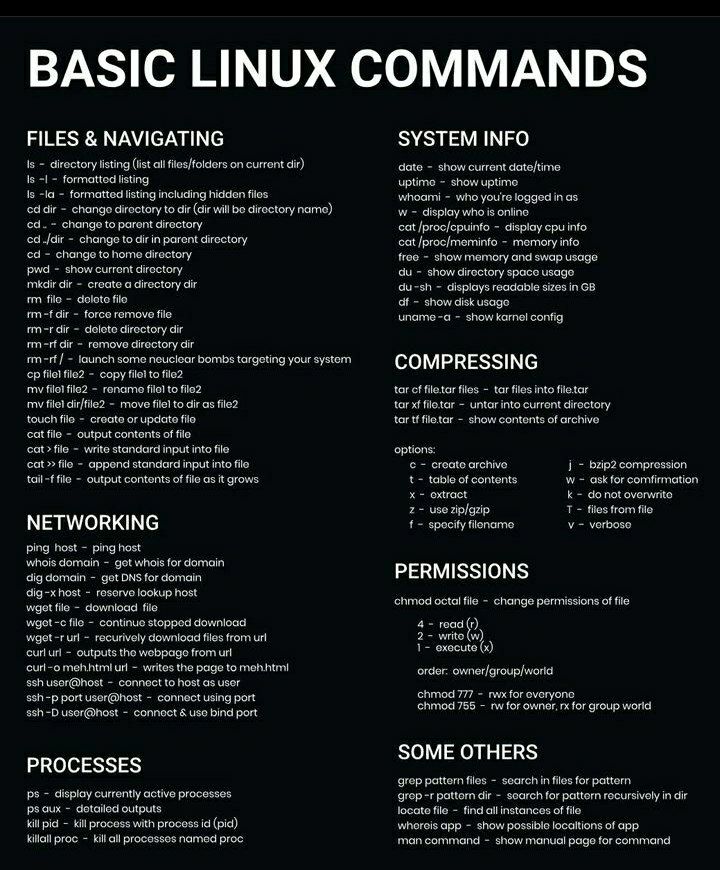 BASIC LINUX COMMANDS
FILES & NAVIGATING
ls - directory listing (list all files/folders on current dir)
ls -l - formatted listing
ls -la - formatted listing including hidden files
cd dir - change directory to dir (dir will be directory name)
cd .. - change to parent directory
cd ../dir - change to dir in parent directory
cd - change to home directory
pwd - show current directory
mkdir dir - create a directory dir
rm file - delete file
rm -f dir - force remove file
rm -r dir - delete directory dir
rm -rf dir - remove directory dir
rm -rf / - launch some neuclear bombs targeting your system
cp file1 file2 - copy file1 to file2
mv file1 file2 - rename file1 to file2
mv file1 dir/file2 - move file1 to dir as file2
touch file - create or update file
cat file - output contents of file
cat > file - write standard input into file
cat >> file - append standard input into file
tail -f file - output contents of file as it grows
NETWORKING
ping host - ping host
whois domain - get whois for domain
dig domain - get DNS for domain
dig -x host - reserve lookup host
wget file - download file
wget -c file - continue stopped download
wget -r url - recurively download files from url
curl url - outputs the webpage from url
curl -o meh.html url - writes the page to meh.html
ssh user@host - connect to host as user
ssh -p port user@host - connect using port
ssh -D user@host - connect & use bind port
PROCESSES
ps - display currently active processes
ps aux - detailed outputs
kill pid - kill process with process id (pid)
killall proc - kill all processes named proc
SYSTEM INFO
date - show current date/time
uptime - show uptime
whoami - who you're logged in as
w - display who is online
cat /proc/cpuinfo - display cpu info
cat /proc/meminfo - memory info
free - show memory and swap usage
du - show directory space usage
du -sh - displays readable sizes in GB
df - show disk usage
uname -a - show karnel config
COMPRESSING
tar cf file.tar files - tar files into file.tar
tar xf file.tar - untar into current directory
tar tf file.tar - show contents of archive
options:
c - create archive
t - table of contents
x - extract
z - use zip/gzip
f - specify filename
j - bzip2 compression
w - ask for comfirmation
k - do not overwrite
T - files from file
v - verbose
PERMISSIONS
chmod octal file - change permissions of file
4 - read (r)
2 - write (w)
1 - execute (x)
order: owner/group/world
chmod 777 - rwx for everyone
chmod 755 - rw for owner, rx for group world
SOME OTHERS
grep pattern files - search in files for pattern
grep -r pattern dir - search for pattern recursively in dir
locate file - find all instances of file
whereis app - show possible localtions of app
man command - show manual page for command